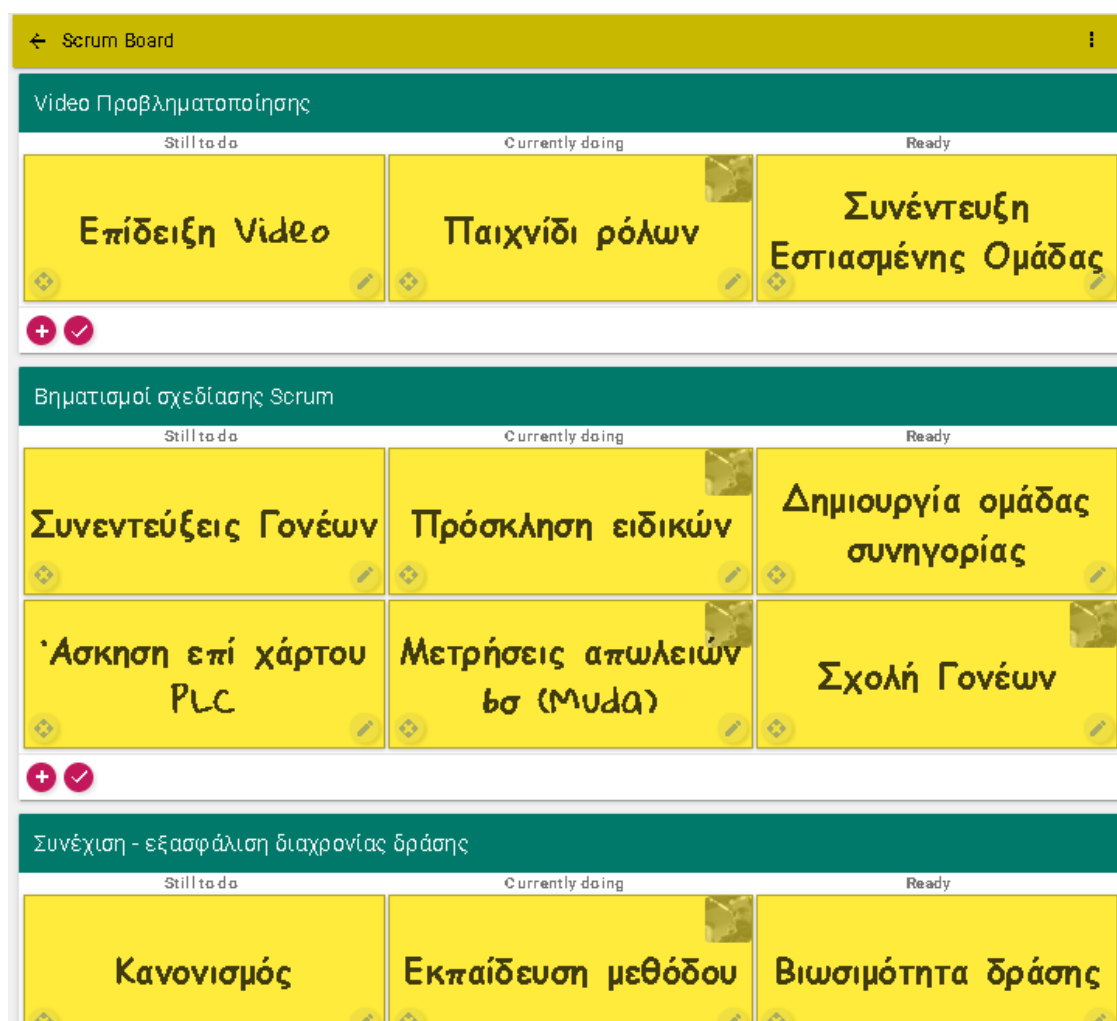 Scrum Board
Video Προβληματοποίησης
Still to do Currently doing Ready
Επίδειξη Video
Παιχνίδι ρόλων
Συνέντευξη
Εστιασμένης Ομάδας
Βηματισμοί σχεδίασης Scrum
Still to do Currently doing Ready
Συνεντεύξεις Γονέων
Πρόσκληση ειδικών
Δημιουργία ομάδας
συνηγορίας
Άσκηση επί χάρτου
PLC
Μετρήσεις απωλειών
6σ (Muda)
Σχολή Γονέων
Συνέχιση - εξασφάλιση διαχρονίας δράσης
Still to do Currently doing Ready
Κανονισμός
Εκπαίδευση μεθόδου
Βιωσιμότητα δράσης